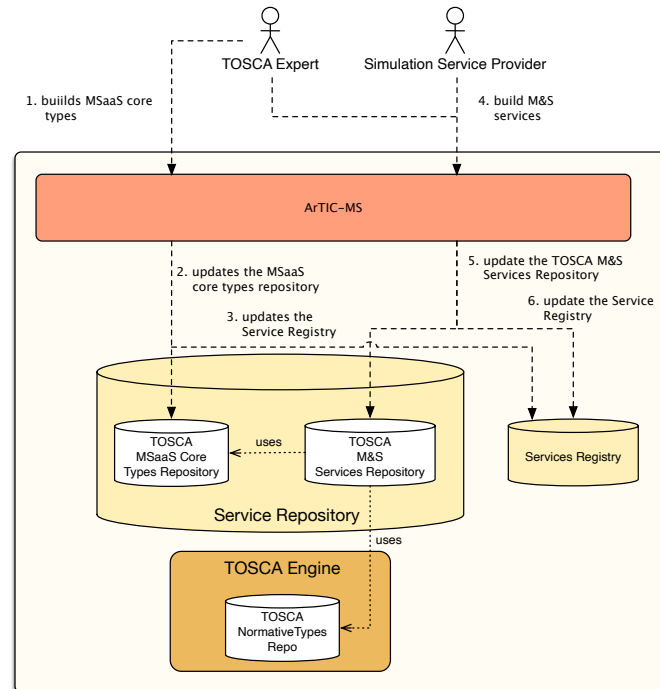 TOSCA Expert
Simulation Service Provider
1. buiilds MSaaS core
types
4. build M&S
services
ArTIC-MS
2. updates the MSaaS
core types repository
5. update the TOSCA M&S
Services Repository
3. updates the
Service Registry
6. update the Service
Registry
TOSCA
MSaaS Core
Types Repository
uses
TOSCA
M&S
Services Repository
Services Registry
Service Repository
uses
TOSCA Engine
TOSCA
NormativeTypes
Repo